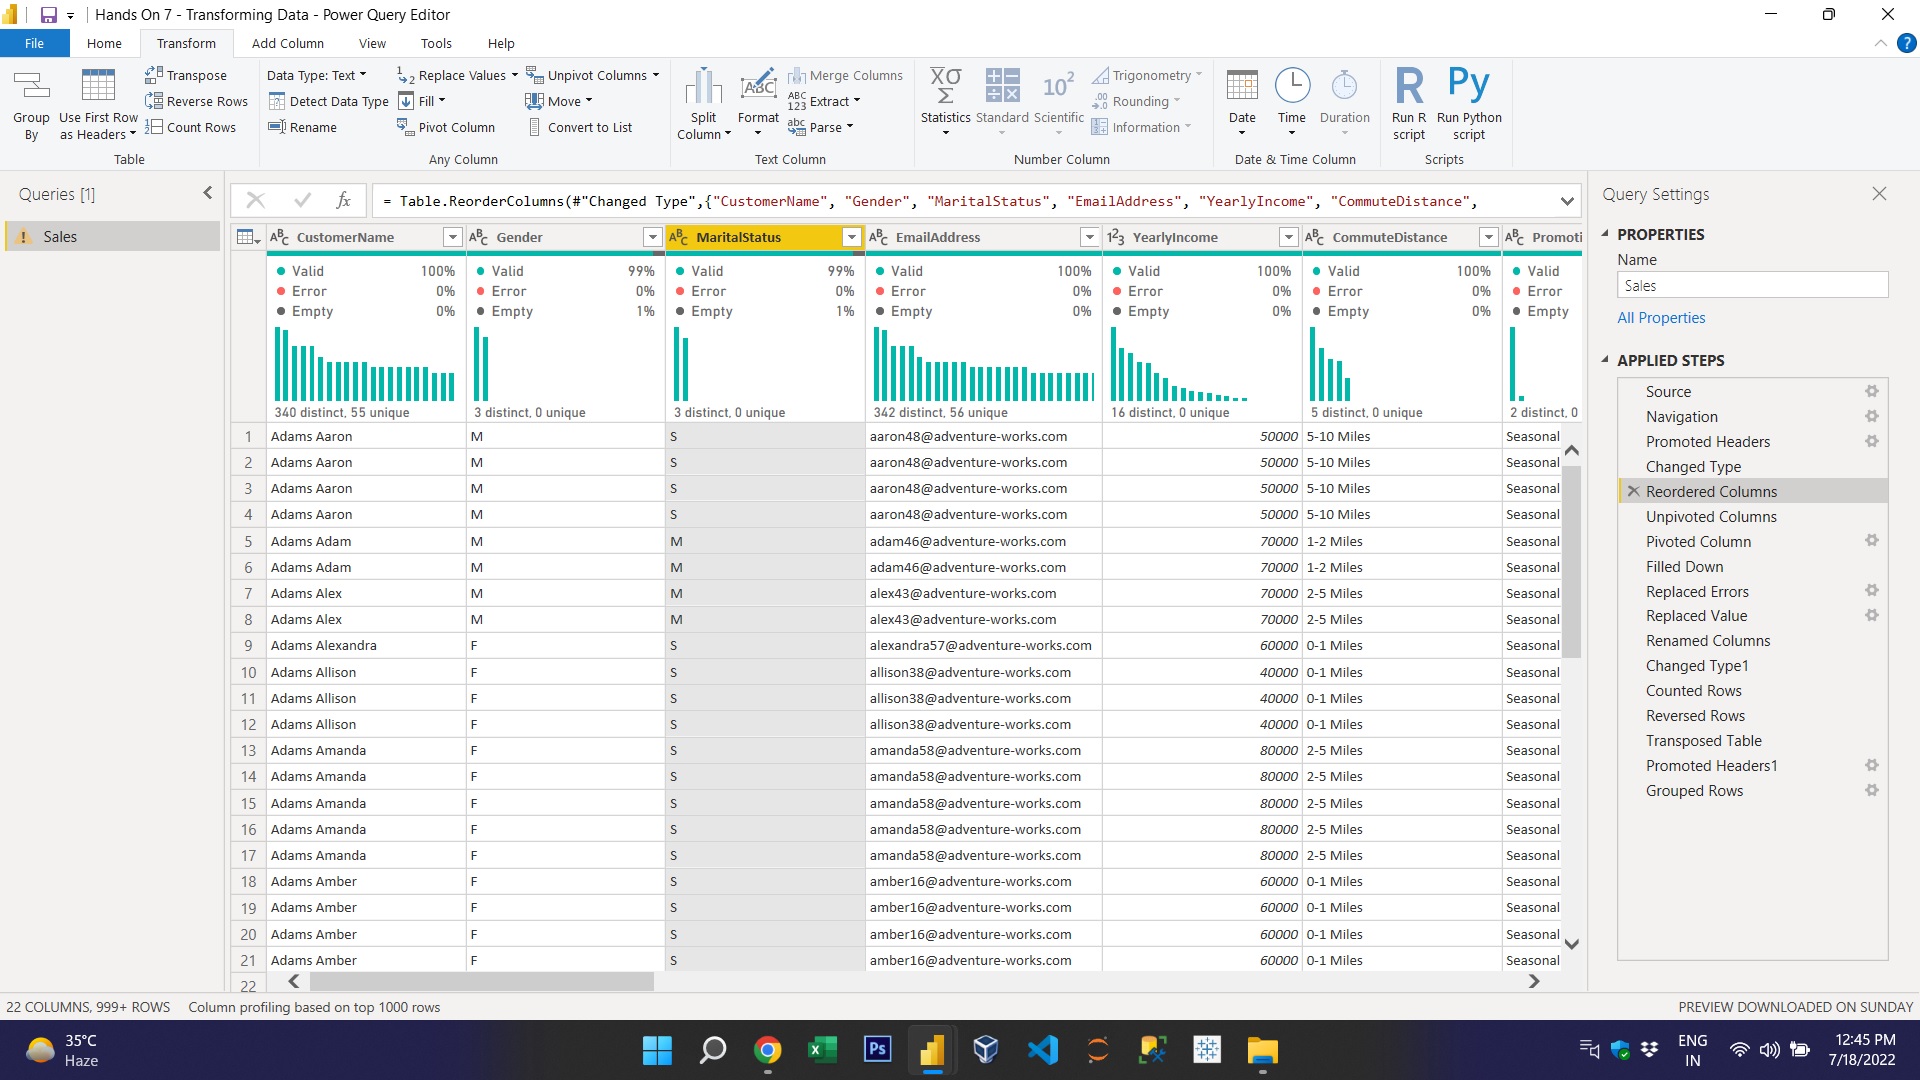 Hands On 7 - Transforming Data - Power Query Editor
File Home Transform Add Column View Tools Help
Group By
Use First Row as Headers
Transpose
Reverse Rows
Count Rows
Table
Data Type: Text
Detect Data Type
Rename
Replace Values
Fill
Pivot Column
Unpivot Columns
Move
Convert to List
Any Column
Split Column
Format
Merge Columns
Extract
Parse
Text Column
Statistics
Standard
Scientific
Trigonometry
Rounding
Information
Number Column
Date
Time
Duration
Date & Time Column
Run R script
Run Python script
Scripts
Queries [1]
Sales
= Table.ReorderColumns(#"Changed Type",{"CustomerName", "Gender", "MaritalStatus", "EmailAddress", "YearlyIncome", "CommuteDistance",
CustomerName Gender MaritalStatus EmailAddress YearlyIncome CommuteDistance Promoti
Valid 100% Valid 99% Valid 99% Valid 100% Valid 100% Valid 100% Valid
Error 0% Error 0% Error 0% Error 0% Error 0% Error 0% Error
Empty 0% Empty 1% Empty 1% Empty 0% Empty 0% Empty 0% Empty
340 distinct, 55 unique 3 distinct, 0 unique 3 distinct, 0 unique 342 distinct, 56 unique 16 distinct, 0 unique 5 distinct, 0 unique 2 distinct, 0
1 Adams Aaron M S aaron48@adventure-works.com 50000 5-10 Miles Seasonal
2 Adams Aaron M S aaron48@adventure-works.com 50000 5-10 Miles Seasonal
3 Adams Aaron M S aaron48@adventure-works.com 50000 5-10 Miles Seasonal
4 Adams Aaron M S aaron48@adventure-works.com 50000 5-10 Miles Seasonal
5 Adams Adam M M adam46@adventure-works.com 70000 1-2 Miles Seasonal
6 Adams Adam M M adam46@adventure-works.com 70000 1-2 Miles Seasonal
7 Adams Alex M M alex43@adventure-works.com 70000 2-5 Miles Seasonal
8 Adams Alex M M alex43@adventure-works.com 70000 2-5 Miles Seasonal
9 Adams Alexandra F S alexandra57@adventure-works.com 60000 0-1 Miles Seasonal
10 Adams Allison F S allison38@adventure-works.com 40000 0-1 Miles Seasonal
11 Adams Allison F S allison38@adventure-works.com 40000 0-1 Miles Seasonal
12 Adams Allison F S allison38@adventure-works.com 40000 0-1 Miles Seasonal
13 Adams Amanda F S amanda58@adventure-works.com 80000 2-5 Miles Seasonal
14 Adams Amanda F S amanda58@adventure-works.com 80000 2-5 Miles Seasonal
15 Adams Amanda F S amanda58@adventure-works.com 80000 2-5 Miles Seasonal
16 Adams Amanda F S amanda58@adventure-works.com 80000 2-5 Miles Seasonal
17 Adams Amanda F S amanda58@adventure-works.com 80000 2-5 Miles Seasonal
18 Adams Amber F S amber16@adventure-works.com 60000 0-1 Miles Seasonal
19 Adams Amber F S amber16@adventure-works.com 60000 0-1 Miles Seasonal
20 Adams Amber F S amber16@adventure-works.com 60000 0-1 Miles Seasonal
21 Adams Amber F S amber16@adventure-works.com 60000 0-1 Miles Seasonal
22
Query Settings
PROPERTIES
Name
Sales
All Properties
APPLIED STEPS
Source
Navigation
Promoted Headers
Changed Type
Reordered Columns
Unpivoted Columns
Pivoted Column
Filled Down
Replaced Errors
Replaced Value
Renamed Columns
Changed Type1
Counted Rows
Reversed Rows
Transposed Table
Promoted Headers1
Grouped Rows
22 COLUMNS, 999+ ROWS Column profiling based on top 1000 rows
PREVIEW DOWNLOADED ON SUNDAY
35°C
Haze
Ps
ENG
IN
12:45 PM
7/18/2022